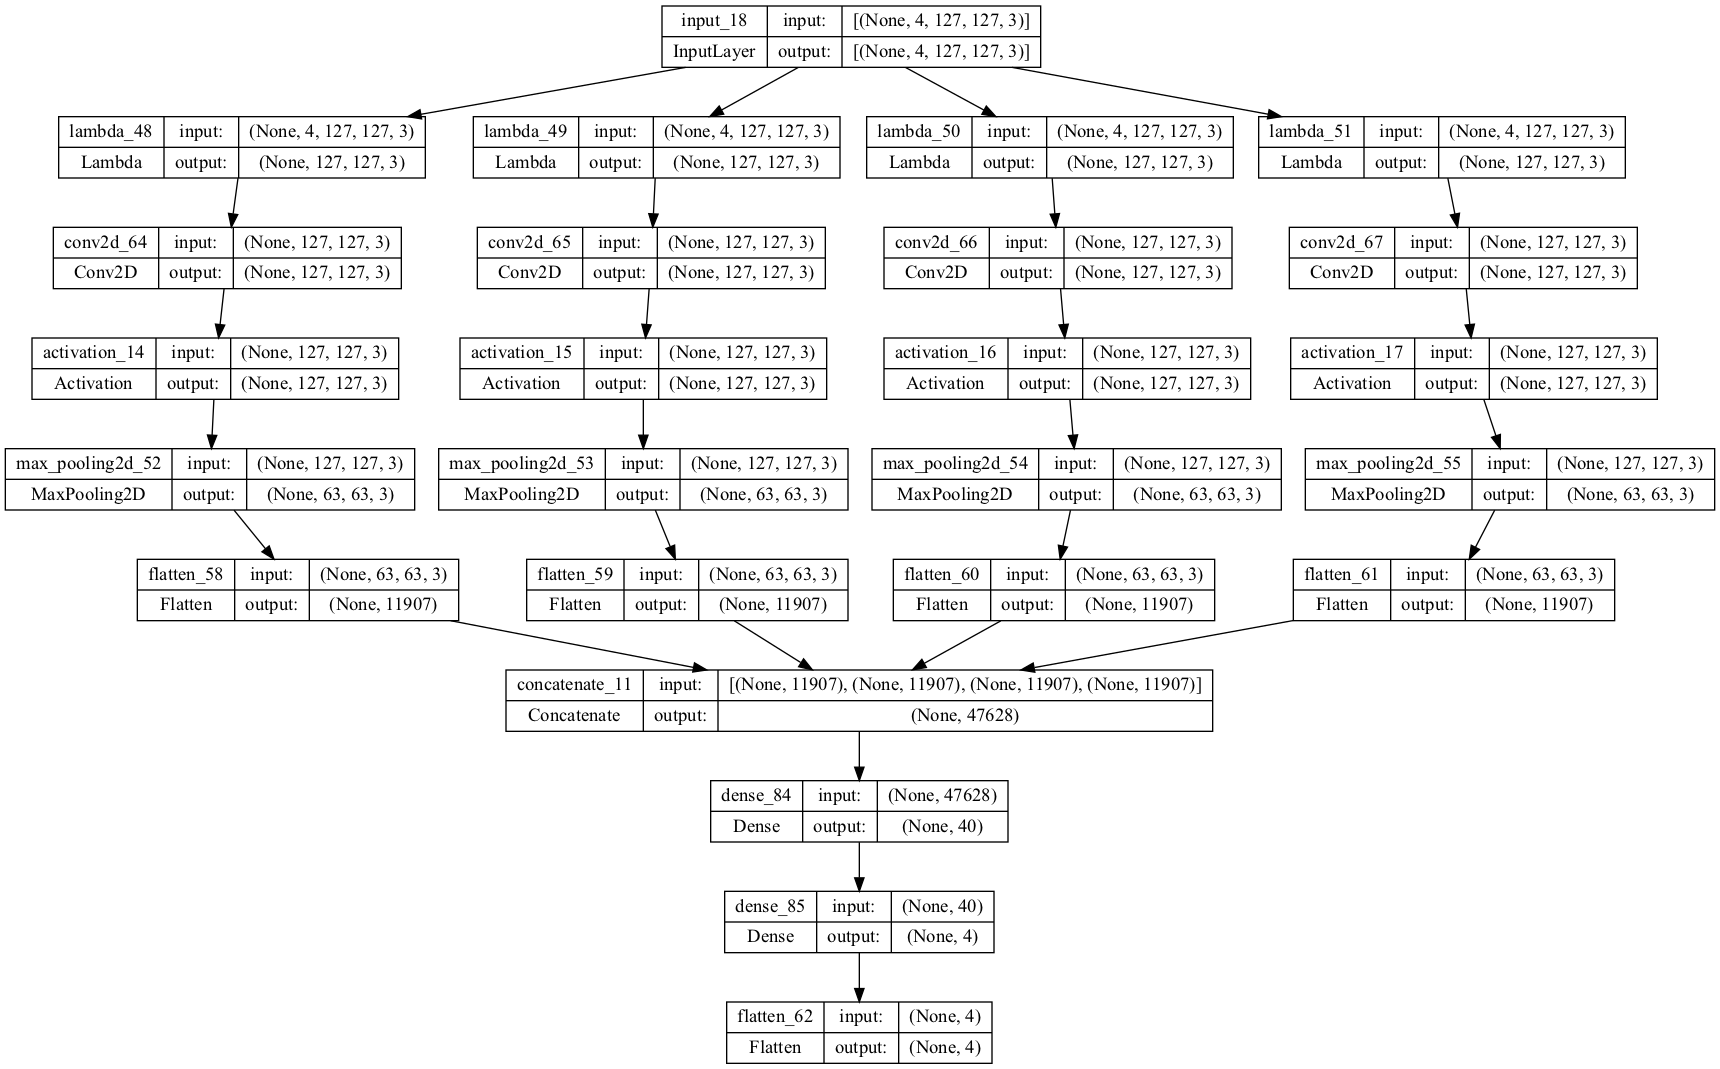 input_18 input: [(None, 4, 127, 127, 3)]
InputLayer output: [(None, 4, 127, 127, 3)]
lambda_48 input: (None, 4, 127, 127, 3)
Lambda output: (None, 127, 127, 3)
lambda_49 input: (None, 4, 127, 127, 3)
Lambda output: (None, 127, 127, 3)
lambda_50 input: (None, 4, 127, 127, 3)
Lambda output: (None, 127, 127, 3)
lambda_51 input: (None, 4, 127, 127, 3)
Lambda output: (None, 127, 127, 3)
conv2d_64 input: (None, 127, 127, 3)
Conv2D output: (None, 127, 127, 3)
conv2d_65 input: (None, 127, 127, 3)
Conv2D output: (None, 127, 127, 3)
conv2d_66 input: (None, 127, 127, 3)
Conv2D output: (None, 127, 127, 3)
conv2d_67 input: (None, 127, 127, 3)
Conv2D output: (None, 127, 127, 3)
activation_14 input: (None, 127, 127, 3)
Activation output: (None, 127, 127, 3)
activation_15 input: (None, 127, 127, 3)
Activation output: (None, 127, 127, 3)
activation_16 input: (None, 127, 127, 3)
Activation output: (None, 127, 127, 3)
activation_17 input: (None, 127, 127, 3)
Activation output: (None, 127, 127, 3)
max_pooling2d_52 input: (None, 127, 127, 3)
MaxPooling2D output: (None, 63, 63, 3)
max_pooling2d_53 input: (None, 127, 127, 3)
MaxPooling2D output: (None, 63, 63, 3)
max_pooling2d_54 input: (None, 127, 127, 3)
MaxPooling2D output: (None, 63, 63, 3)
max_pooling2d_55 input: (None, 127, 127, 3)
MaxPooling2D output: (None, 63, 63, 3)
flatten_58 input: (None, 63, 63, 3)
Flatten output: (None, 11907)
flatten_59 input: (None, 63, 63, 3)
Flatten output: (None, 11907)
flatten_60 input: (None, 63, 63, 3)
Flatten output: (None, 11907)
flatten_61 input: (None, 63, 63, 3)
Flatten output: (None, 11907)
concatenate_11 input: [(None, 11907), (None, 11907), (None, 11907), (None, 11907)]
Concatenate output: (None, 47628)
dense_84 input: (None, 47628)
Dense output: (None, 40)
dense_85 input: (None, 40)
Dense output: (None, 4)
flatten_62 input: (None, 4)
Flatten output: (None, 4)